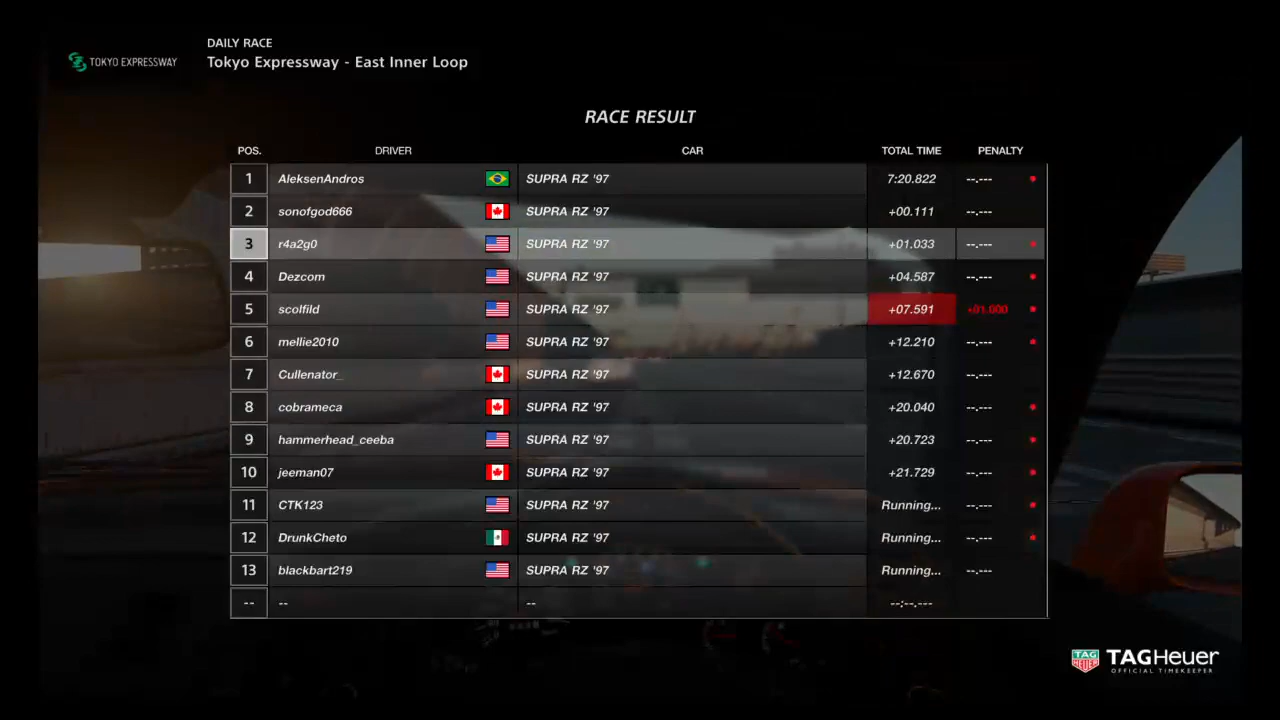 DAILY RACE
TOKYO EXPRESSWAY Tokyo Expressway - East Inner Loop
RACE RESULT
POS. DRIVER CAR TOTAL TIME PENALTY
1 AleksenAndros SUPRA RZ '97 7:20.822 --.---
2 sonofgod666 SUPRA RZ '97 +00.111 --.---
3 r4a2g0 SUPRA RZ '97 +01.033 --.---
4 Dezcom SUPRA RZ '97 +04.587 --.---
5 scolfild SUPRA RZ '97 +07.591 +01.000
6 mellie2010 SUPRA RZ '97 +12.210 --.---
7 Cullenator_ SUPRA RZ '97 +12.670 --.---
8 cobrameca SUPRA RZ '97 +20.040 --.---
9 hammerhead_ceeba SUPRA RZ '97 +20.723 --.---
10 jeeman07 SUPRA RZ '97 +21.729 --.---
11 CTK123 SUPRA RZ '97 Running... --.---
12 DrunkCheto SUPRA RZ '97 Running... --.---
13 blackbart219 SUPRA RZ '97 Running... --.---
-- -- -- --:--.---
TAG HEUER TAGHeuer
OFFICIAL TIMEKEEPER